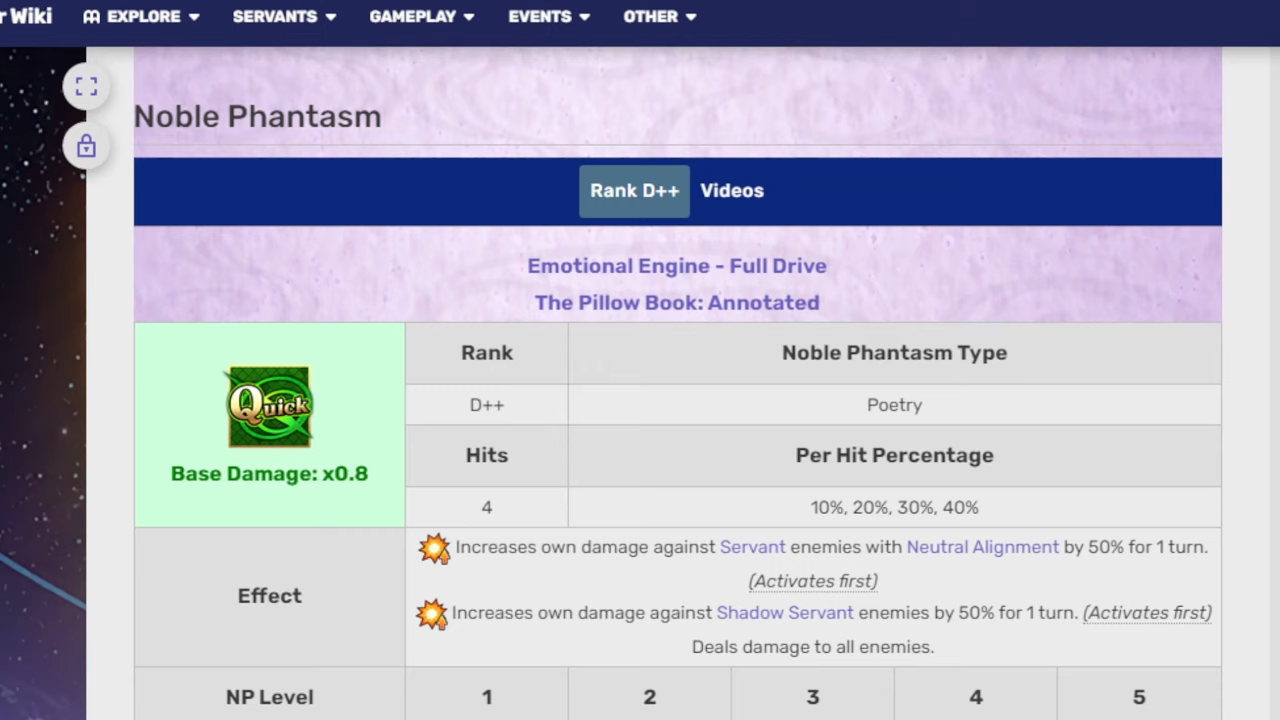 r Wiki EXPLORE SERVANTS GAMEPLAY EVENTS OTHER
Noble Phantasm
Rank D++ Videos
Emotional Engine - Full Drive
The Pillow Book: Annotated
Rank Noble Phantasm Type
Quick
D++ Poetry
Base Damage: x0.8
Hits Per Hit Percentage
4 10%, 20%, 30%, 40%
Effect
Increases own damage against Servant enemies with Neutral Alignment by 50% for 1 turn.
(Activates first)
Increases own damage against Shadow Servant enemies by 50% for 1 turn. (Activates first)
Deals damage to all enemies.
NP Level 1 2 3 4 5